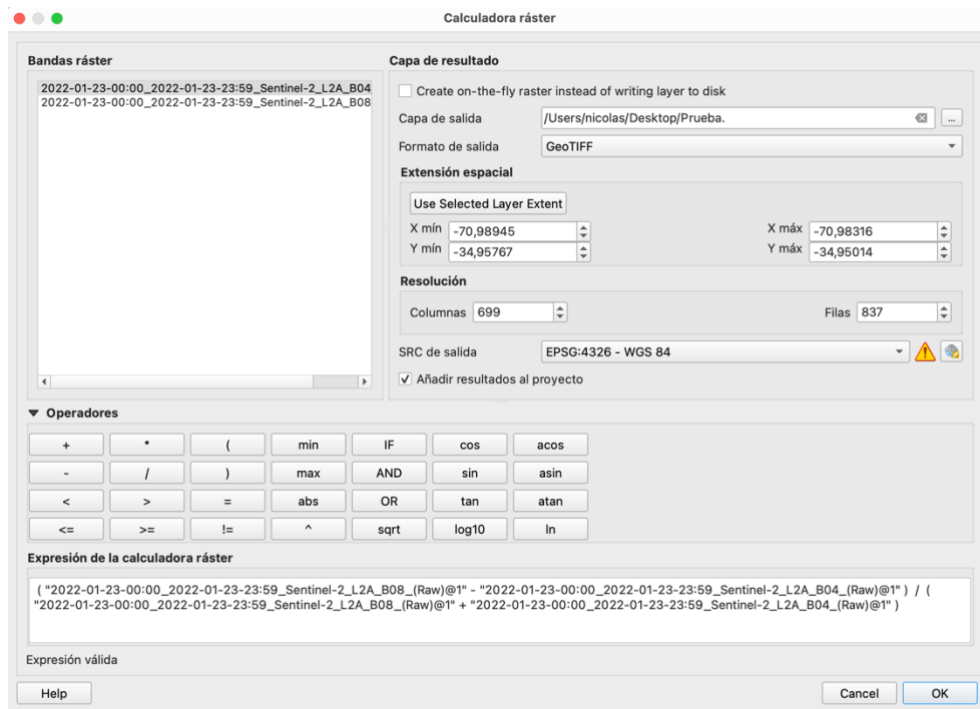 Calculadora ráster
Bandas ráster
2022-01-23-00:00_2022-01-23-23:59_Sentinel-2_L2A_B04
2022-01-23-00:00_2022-01-23-23:59_Sentinel-2_L2A_B08
Capa de resultado
Create on-the-fly raster instead of writing layer to disk
Capa de salida /Users/nicolas/Desktop/Prueba. ...
Formato de salida GeoTIFF
Extensión espacial
Use Selected Layer Extent
X mín -70,98945 X máx -70,98316
Y mín -34,95767 Y máx -34,95014
Resolución
Columnas 699 Filas 837
SRC de salida EPSG:4326 - WGS 84
Añadir resultados al proyecto
Operadores
+ * ( min IF cos acos
- / ) max AND sin asin
< > = abs OR tan atan
<= >= != ^ sqrt log10 ln
Expresión de la calculadora ráster
( "2022-01-23-00:00_2022-01-23-23:59_Sentinel-2_L2A_B08_(Raw)@1" - "2022-01-23-00:00_2022-01-23-23:59_Sentinel-2_L2A_B04_(Raw)@1" ) / (
"2022-01-23-00:00_2022-01-23-23:59_Sentinel-2_L2A_B08_(Raw)@1" + "2022-01-23-00:00_2022-01-23-23:59_Sentinel-2_L2A_B04_(Raw)@1" )
Expresión válida
Help Cancel OK